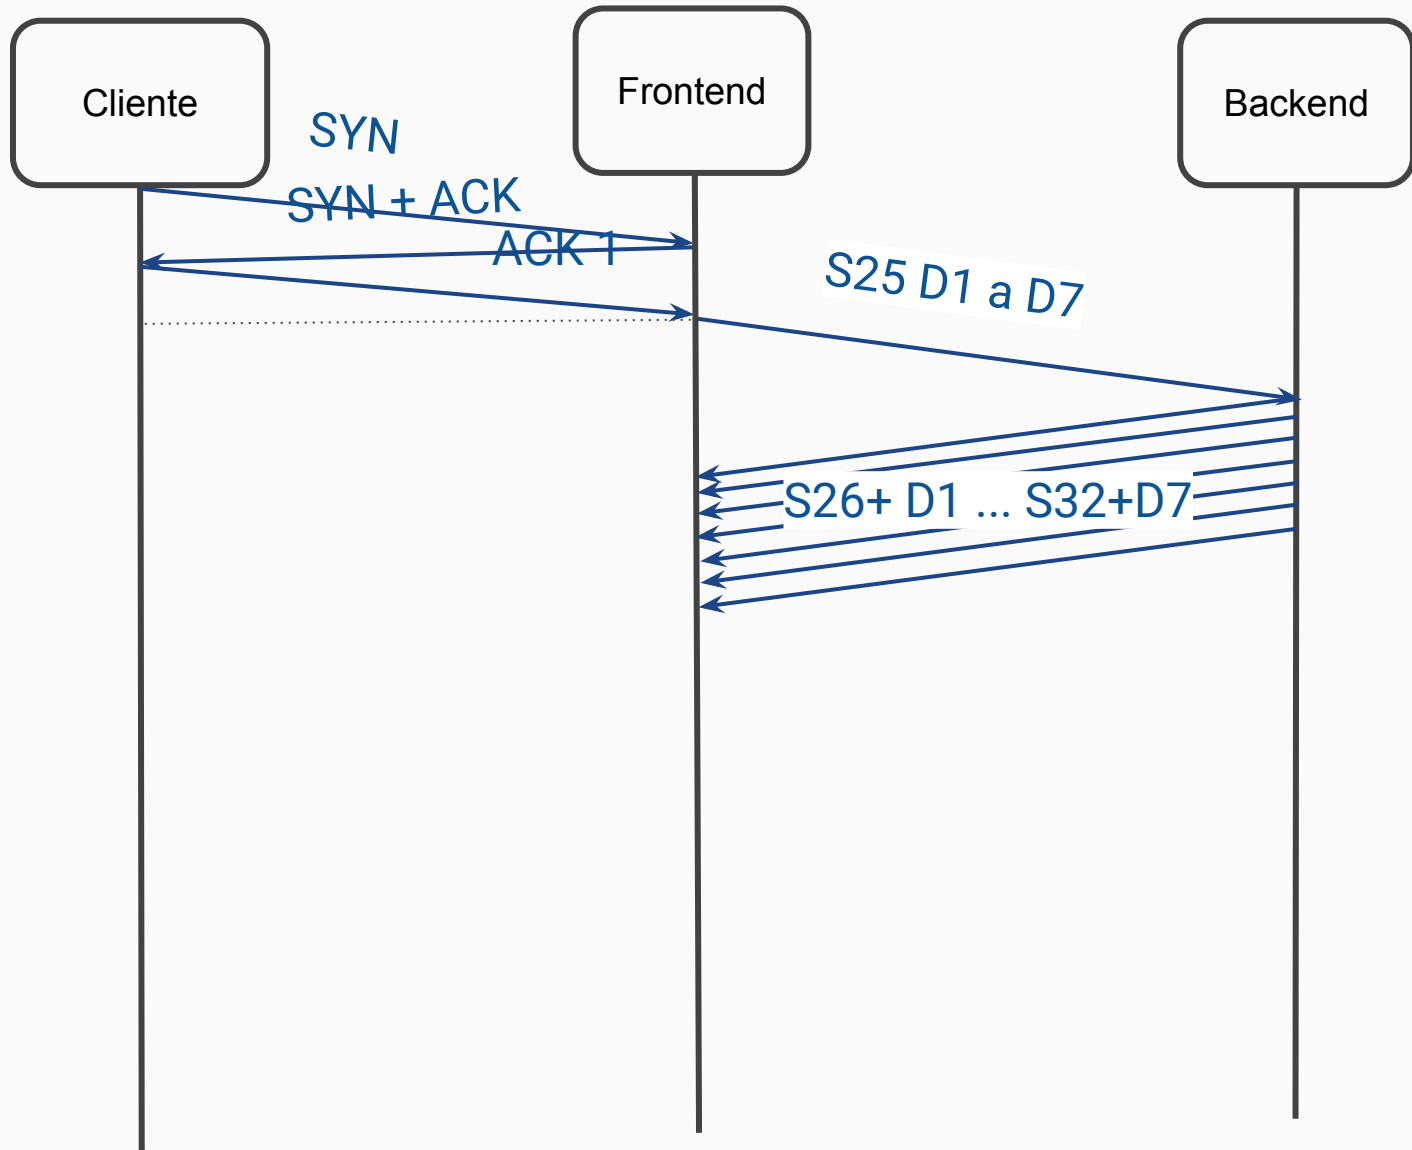 Cliente
Frontend
Backend
SYN
SYN + ACK
ACK 1
S25 D1 a D7
S26+ D1 ... S32+D7